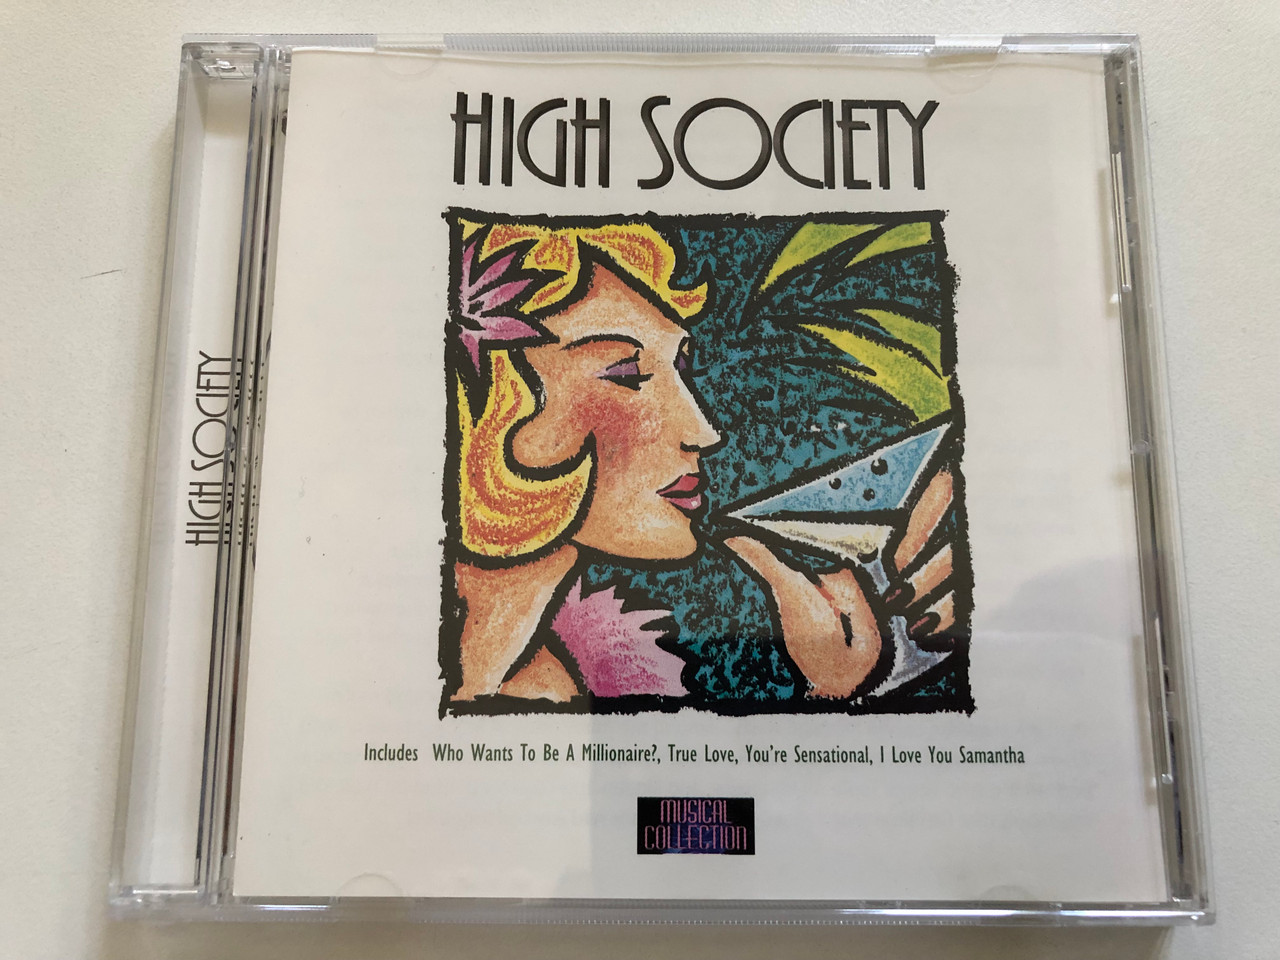 HIGH SOCIETY
HIGH SOCIETY
Includes Who Wants To Be A Millionaire?, True Love, You're Sensational, I Love You Samantha
MUSICAL
COLLECTION